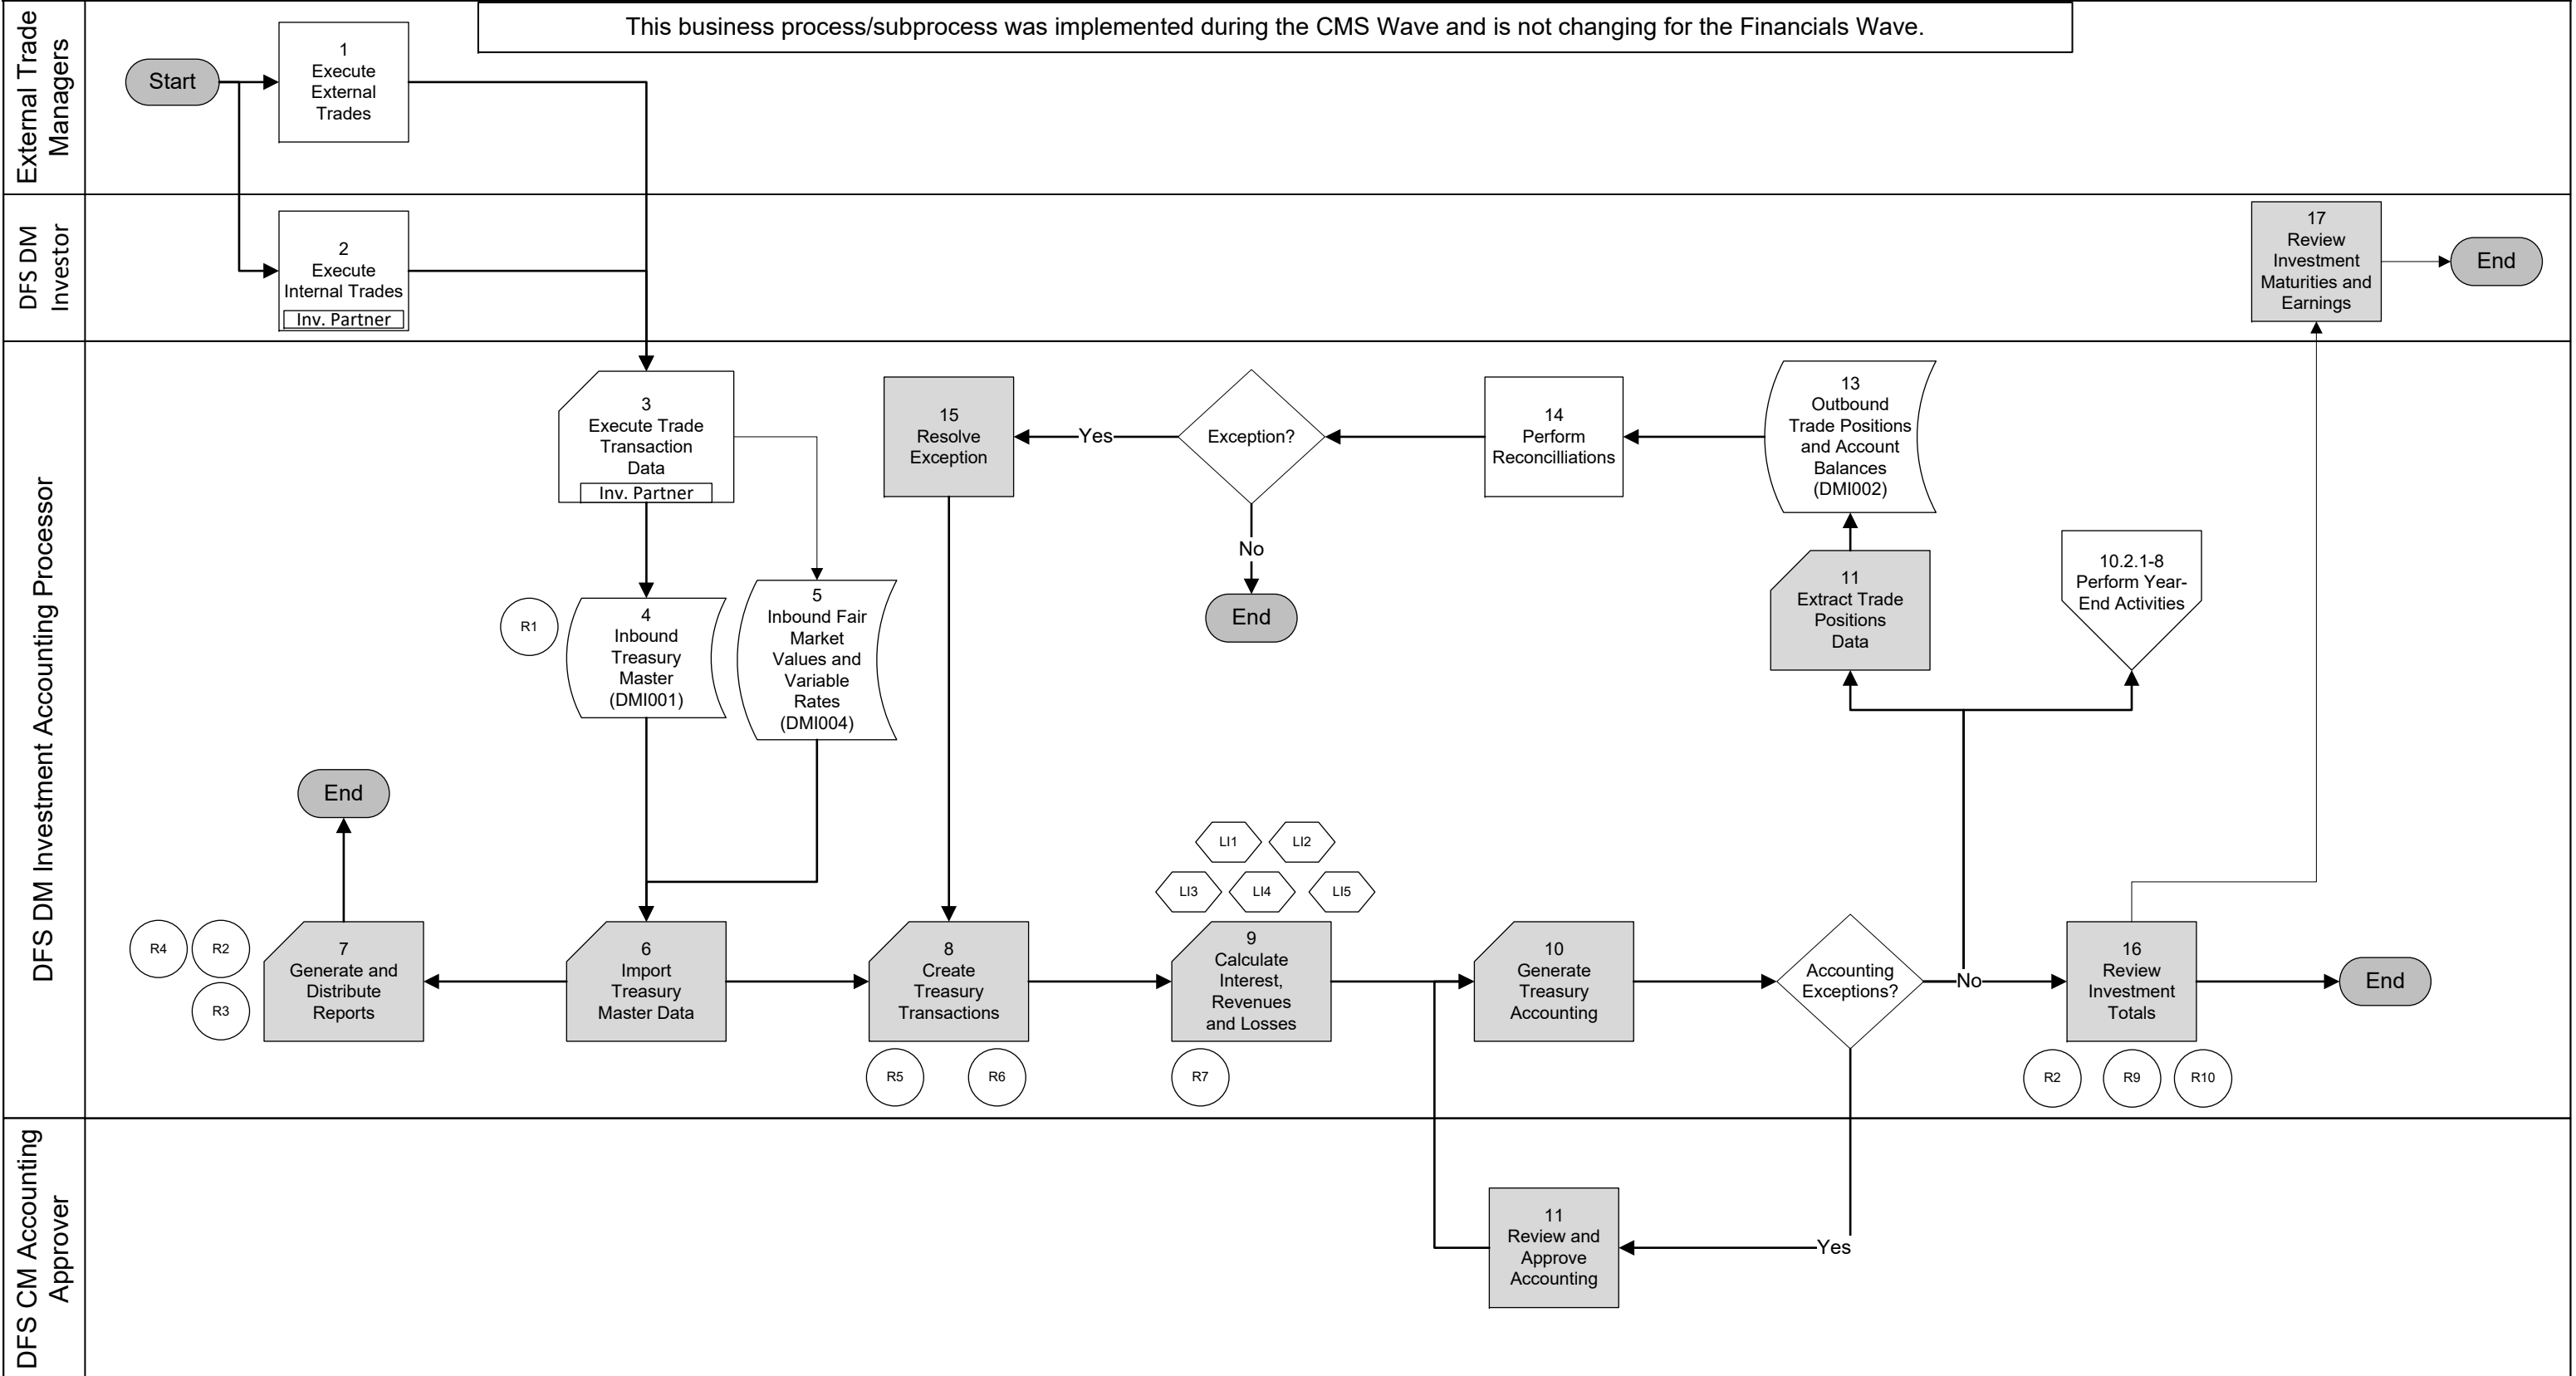 This business process/subprocess was implemented during the CMS Wave and is not changing for the Financials Wave.
External Trade
Managers
Start
1
Execute
External
Trades
DFS DM
Investor
2
Execute
Internal Trades
Inv. Partner
17
Review
Investment
Maturities and
Earnings
End
DFS DM Investment Accounting Processor
3
Execute Trade
Transaction
Data
Inv. Partner
15
Resolve
Exception
Yes
Exception?
No
End
14
Perform
Reconcilliations
13
Outbound
Trade Positions
and Account
Balances
(DMI002)
R1
4
Inbound
Treasury
Master
(DMI001)
5
Inbound Fair
Market
Values and
Variable
Rates
(DMI004)
11
Extract Trade
Positions
Data
10.2.1-8
Perform Year-
End Activities
End
LI1
LI2
LI3
LI4
LI5
R4
R2
R3
7
Generate and
Distribute
Reports
6
Import
Treasury
Master Data
8
Create
Treasury
Transactions
R5
R6
9
Calculate
Interest,
Revenues
and Losses
R7
10
Generate
Treasury
Accounting
Accounting
Exceptions?
No
16
Review
Investment
Totals
R2
R9
R10
End
DFS CM Accounting
Approver
11
Review and
Approve
Accounting
Yes